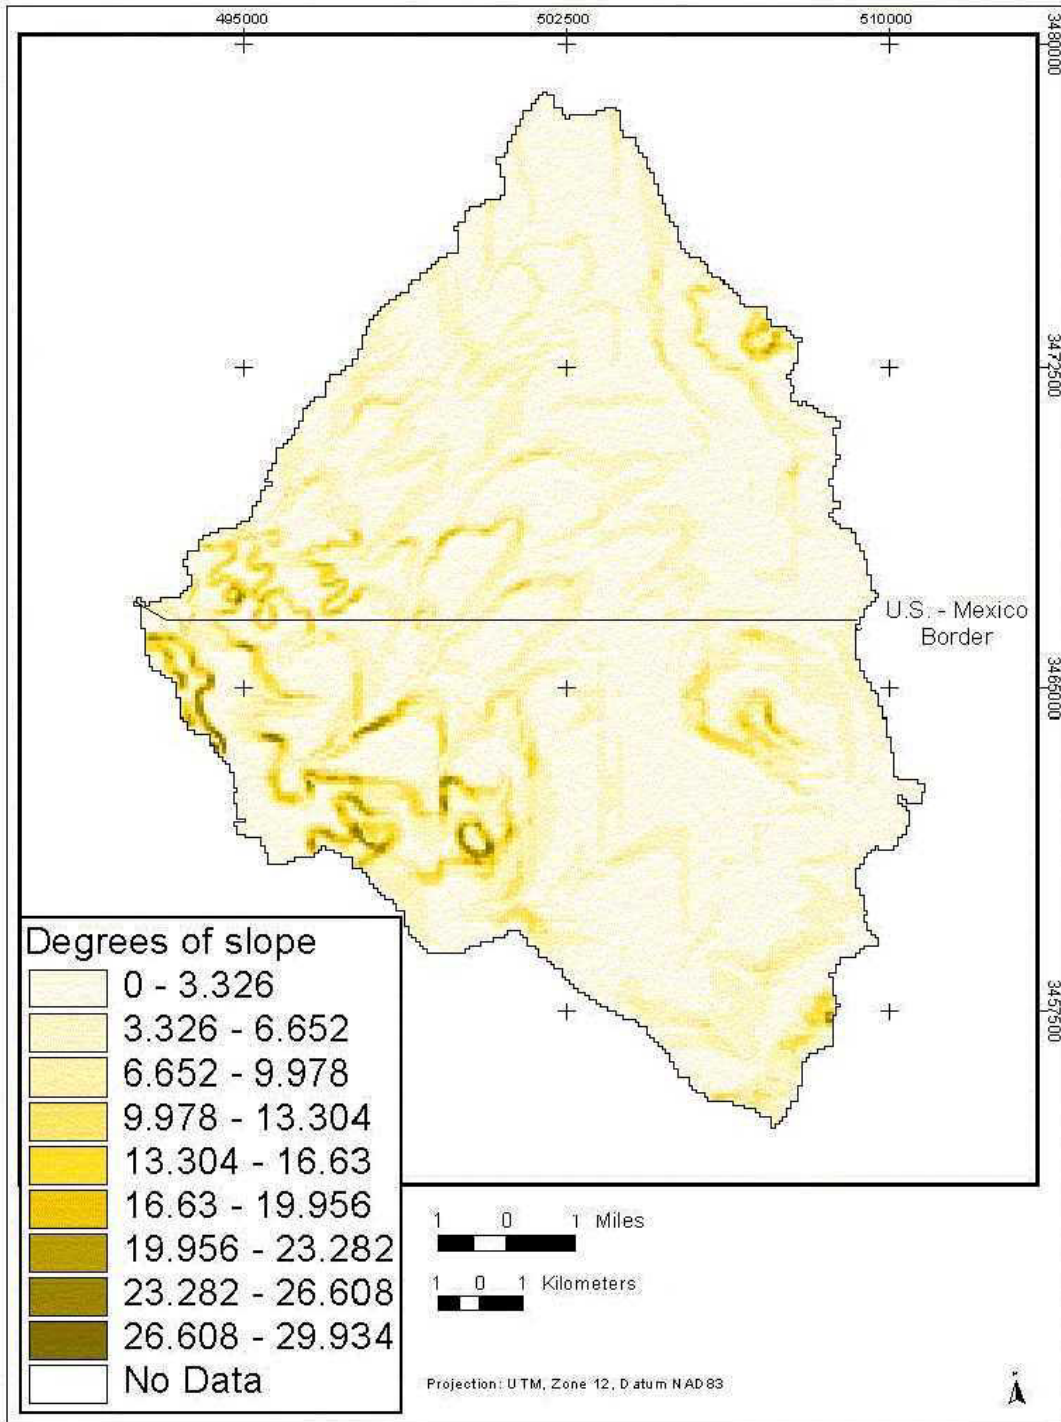 495000 502500 510000
3480000
3472500
U.S. - Mexico
Border
3465000
3457500
Degrees of slope
0 - 3.326
3.326 - 6.652
6.652 - 9.978
9.978 - 13.304
13.304 - 16.63
16.63 - 19.956
19.956 - 23.282
23.282 - 26.608
26.608 - 29.934
No Data
1 0 1 Miles
1 0 1 Kilometers
Projection: UTM, Zone 12, Datum NAD83